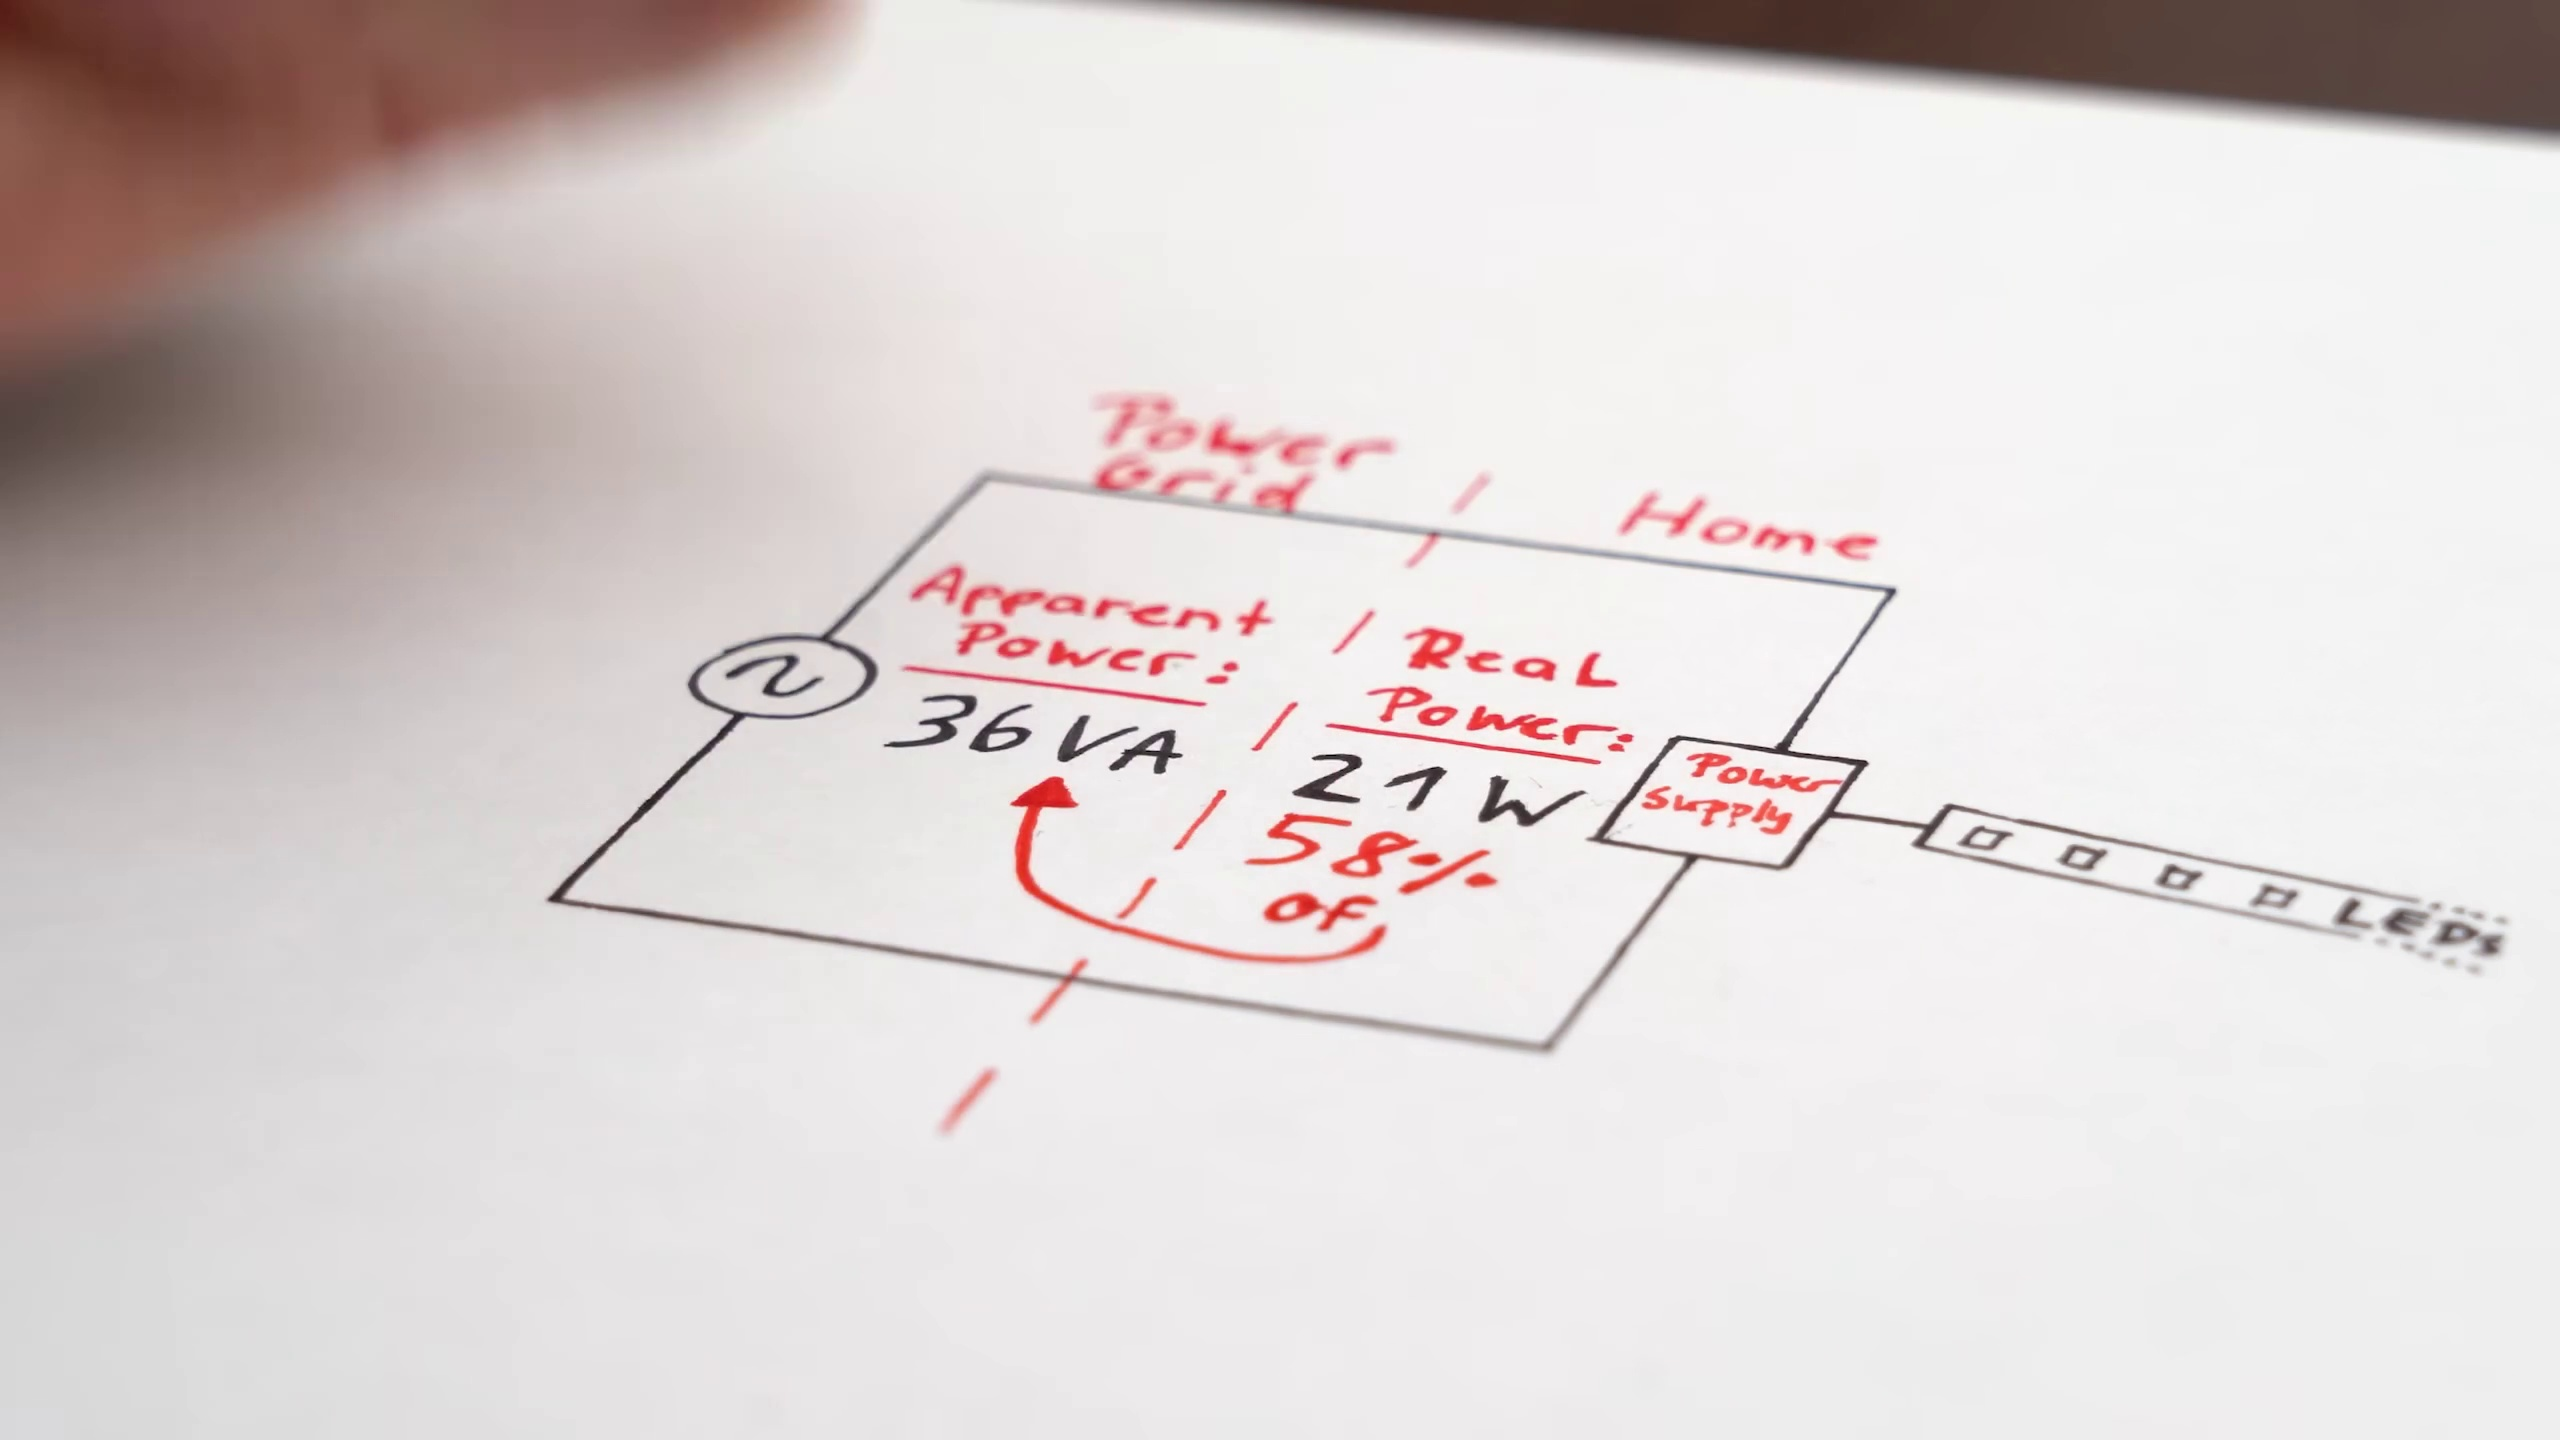 Power
Grid
Home
Apparent
Power:
36VA
Real
Power:
21W
58%
of
Power
supply
LEDs